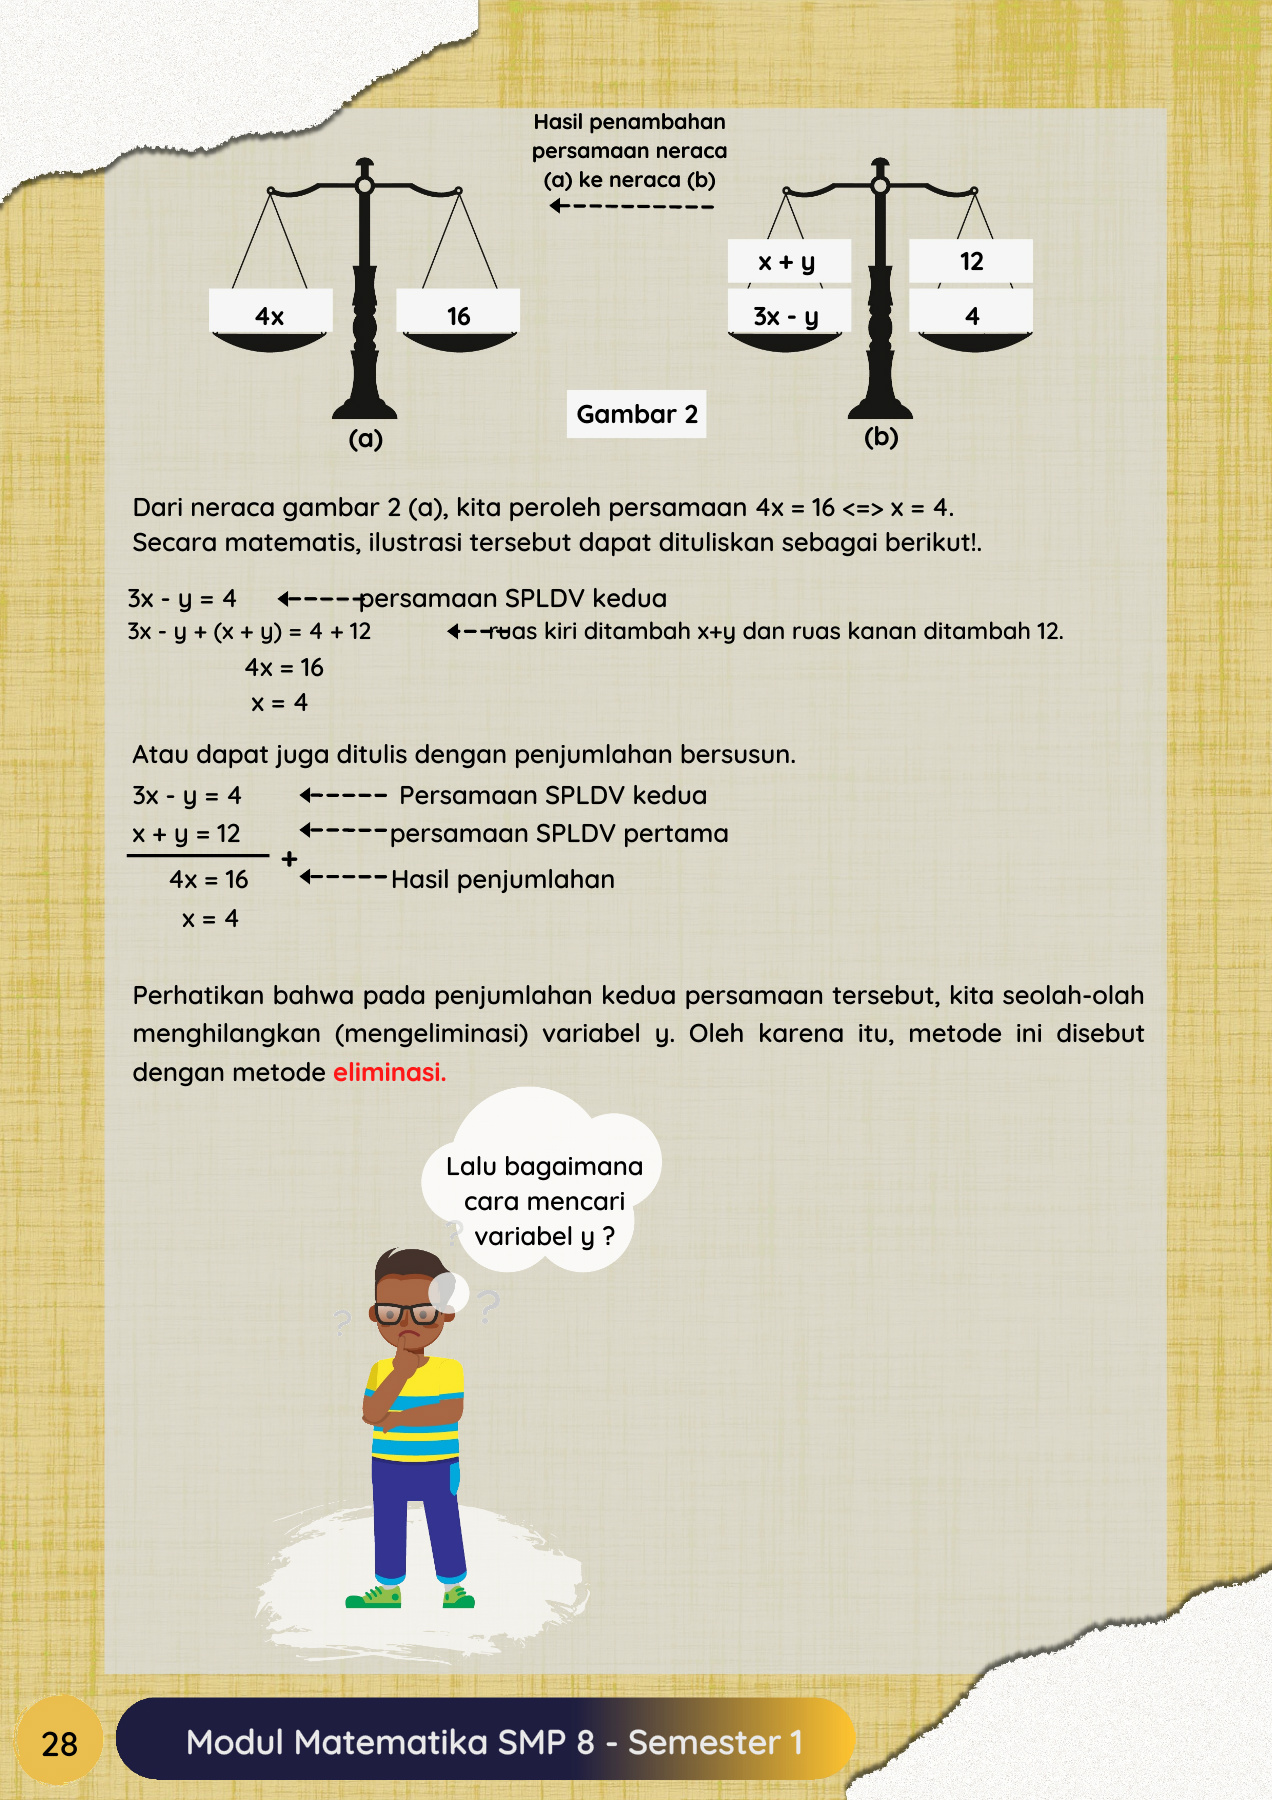 Hasil penambahan
persamaan neraca
(a) ke neraca (b)
4x
16
(a)
x + y
12
3x - y
4
(b)
Gambar 2
Dari neraca gambar 2 (a), kita peroleh persamaan 4x = 16 <=> x = 4.
Secara matematis, ilustrasi tersebut dapat dituliskan sebagai berikut!.
3x - y = 4 persamaan SPLDV kedua
3x - y + (x + y) = 4 + 12 ruas kiri ditambah x+y dan ruas kanan ditambah 12.
4x = 16
x = 4
Atau dapat juga ditulis dengan penjumlahan bersusun.
3x - y = 4 Persamaan SPLDV kedua
x + y = 12 persamaan SPLDV pertama
+
4x = 16 Hasil penjumlahan
x = 4
Perhatikan bahwa pada penjumlahan kedua persamaan tersebut, kita seolah-olah
menghilangkan (mengeliminasi) variabel y. Oleh karena itu, metode ini disebut
dengan metode eliminasi.
Lalu bagaimana
cara mencari
variabel y ?
?
?
?
28
Modul Matematika SMP 8 - Semester 1